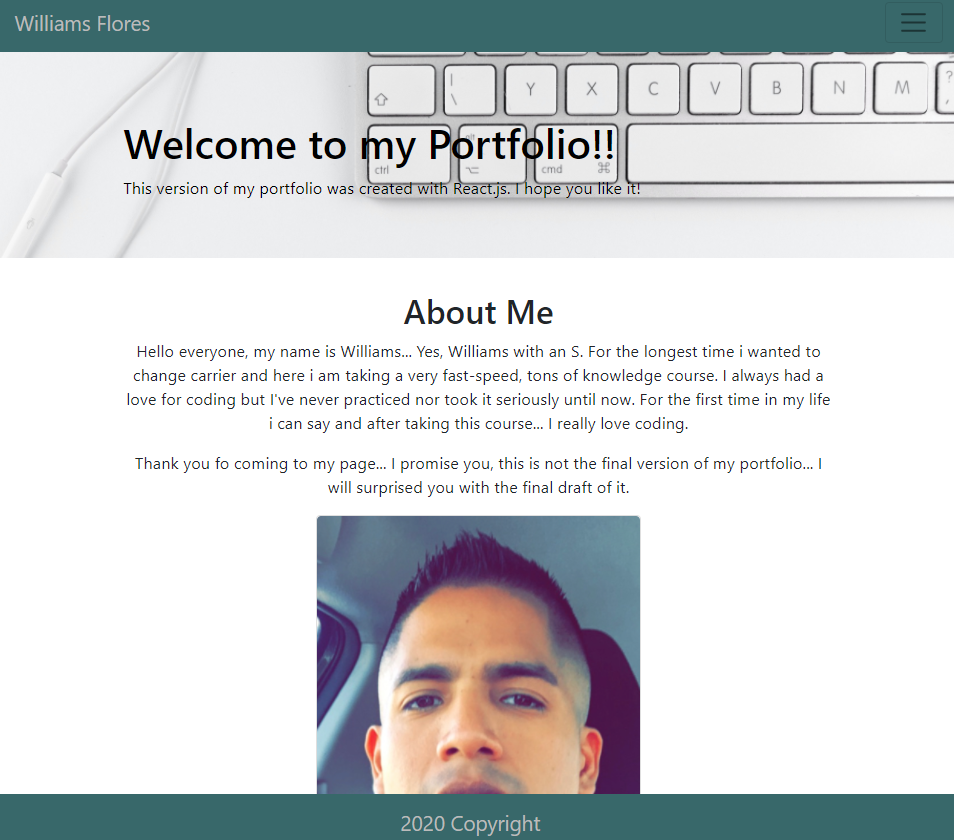 Williams Flores
| Y X C V B N M ?
\ ,
Welcome to my Portfolio!!
alt
ctrl cmd ⌘
This version of my portfolio was created with React.js. I hope you like it!
About Me
Hello everyone, my name is Williams... Yes, Williams with an S. For the longest time i wanted to
change carrier and here i am taking a very fast-speed, tons of knowledge course. I always had a
love for coding but I've never practiced nor took it seriously until now. For the first time in my life
i can say and after taking this course... I really love coding.
Thank you fo coming to my page... I promise you, this is not the final version of my portfolio... I
will surprised you with the final draft of it.
2020 Copyright